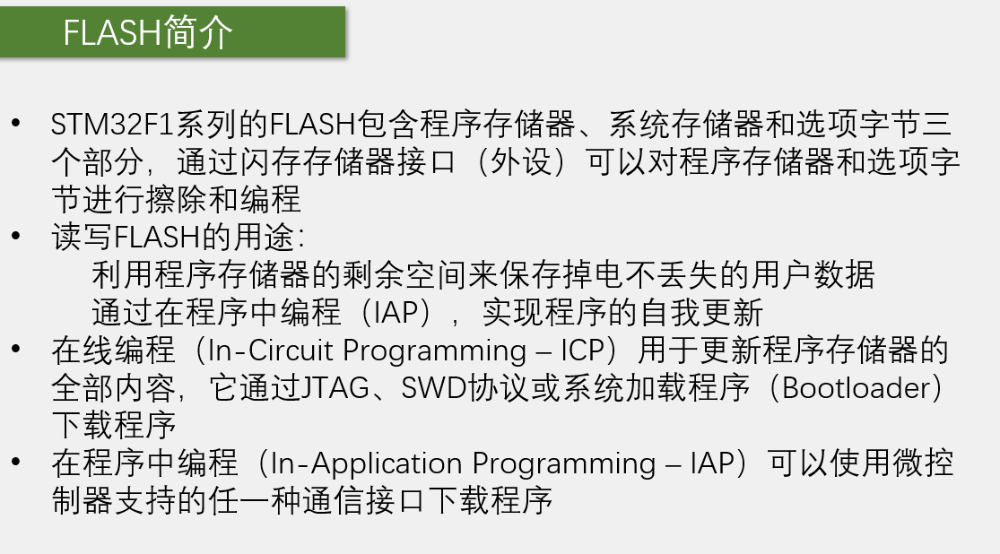 FLASH简介
• STM32F1系列的FLASH包含程序存储器、系统存储器和选项字节三
个部分，通过闪存存储器接口（外设）可以对程序存储器和选项字
节进行擦除和编程
• 读写FLASH的用途：
利用程序存储器的剩余空间来保存掉电不丢失的用户数据
通过在程序中编程（IAP），实现程序的自我更新
• 在线编程（In-Circuit Programming – ICP）用于更新程序存储器的
全部内容，它通过JTAG、SWD协议或系统加载程序（Bootloader）
下载程序
• 在程序中编程（In-Application Programming – IAP）可以使用微控
制器支持的任一种通信接口下载程序